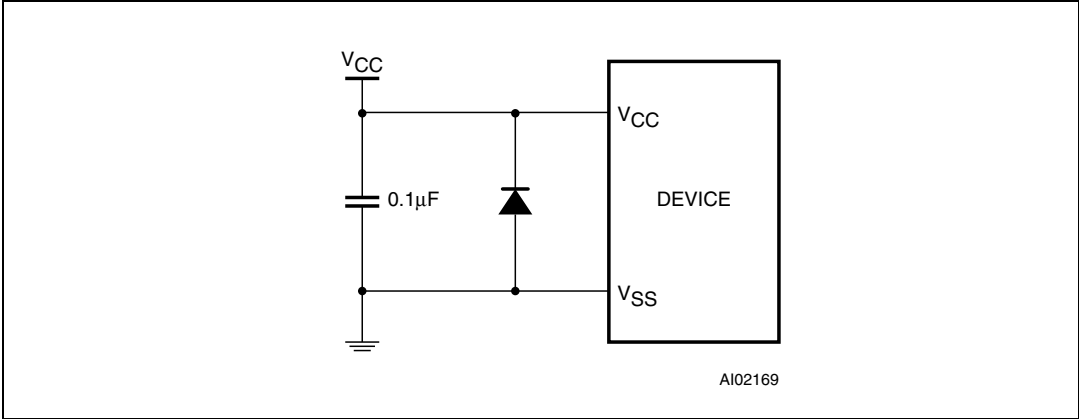 VCC
VCC
0.1μF
DEVICE
VSS
AI02169